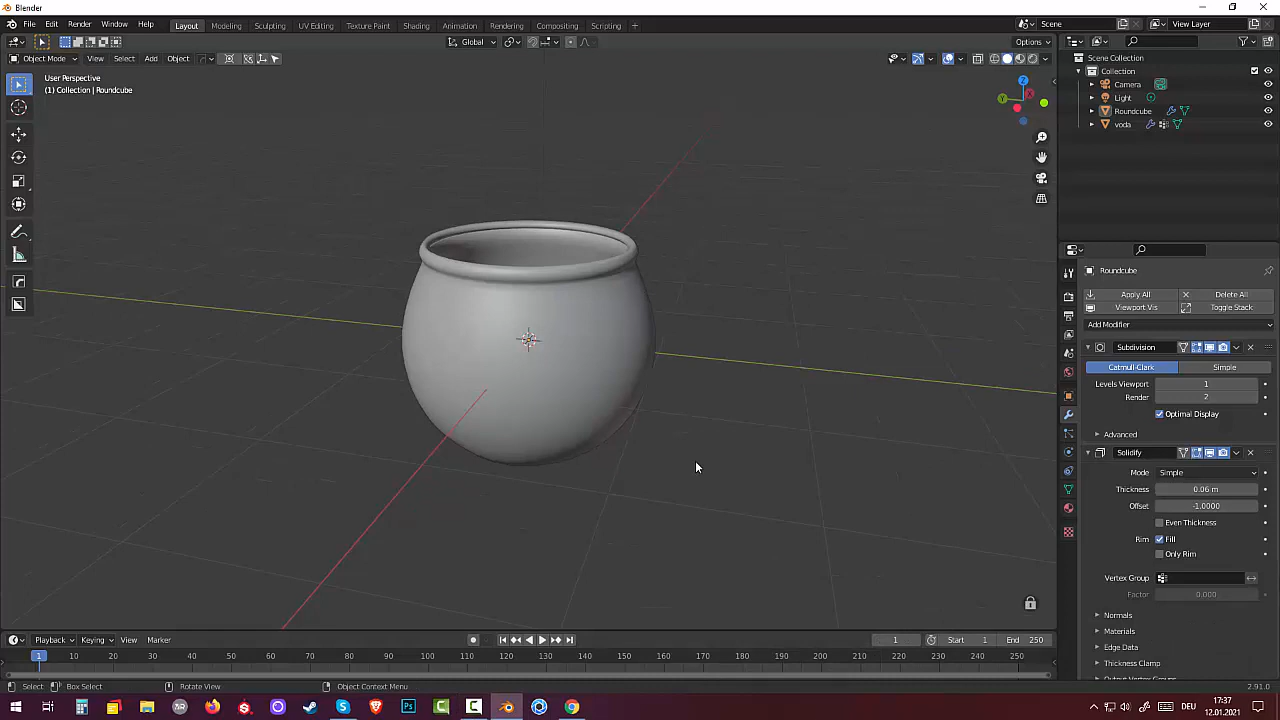 Blender
File Edit Render Window Help Layout Modeling Sculpting UV Editing Texture Paint Shading Animation Rendering Compositing Scripting + Scene View Layer
Global Options
Object Mode View Select Add Object
User Perspective
(1) Collection | Roundcube
Scene Collection
Collection
Camera
Light
Roundcube
voda
Roundcube
Apply All Delete All
Viewport Vis Toggle Stack
Add Modifier
Subdivision
Catmull-Clark Simple
Levels Viewport 1
Render 2
Optimal Display
Advanced
Solidify
Mode Simple
Thickness 0.06 m
Offset -1.0000
Even Thickness
Rim Fill
Only Rim
Vertex Group
Factor 0.000
Normals
Materials
Edge Data
Thickness Clamp
Output Vertex Groups
Playback Keying View Marker 1 Start 1 End 250
1 10 20 30 40 50 60 70 80 90 100 110 120 130 140 150 160 170 180 190 200 210 220 230 240 250
Select Box Select Rotate View Object Context Menu 2.91.0
DEU 17:37
12.01.2021